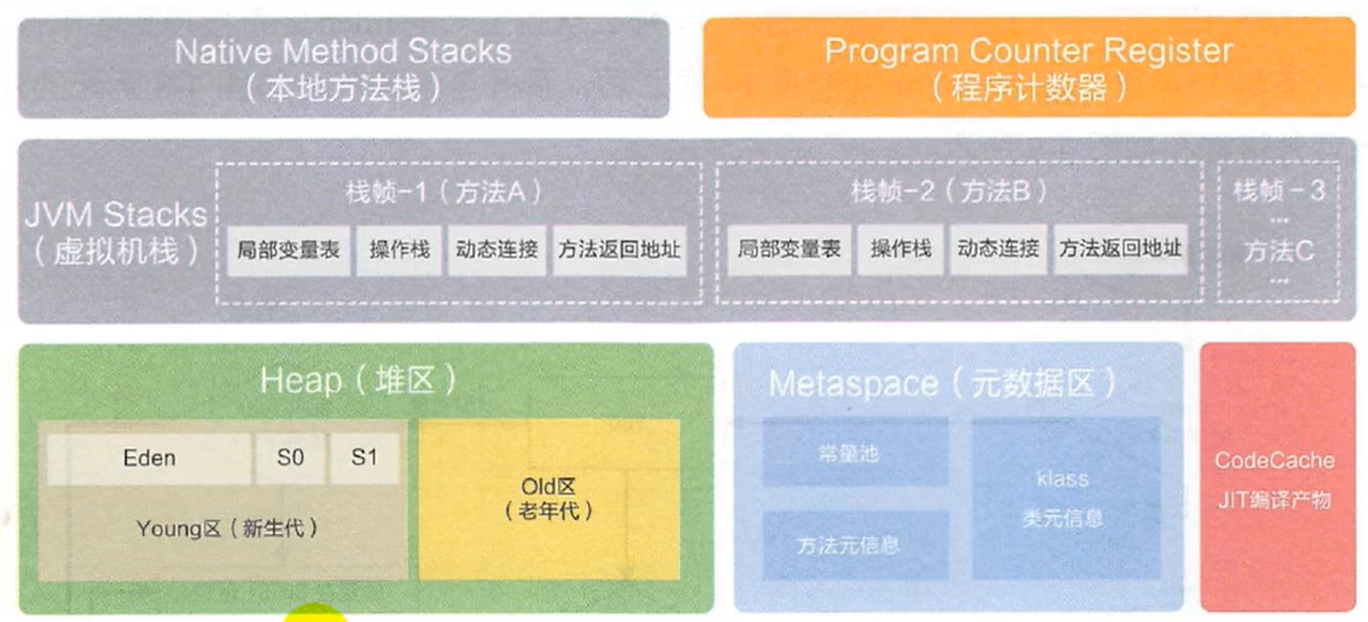 Native Method Stacks
（本地方法栈）
Program Counter Register
（程序计数器）
JVM Stacks
（虚拟机栈）
栈帧-1（方法A）
局部变量表
操作栈
动态连接
方法返回地址
栈帧-2（方法B）
局部变量表
操作栈
动态连接
方法返回地址
栈帧-3
...
方法C
...
Heap（堆区）
Eden
S0
S1
Young区（新生代）
Old区
（老年代）
Metaspace（元数据区）
常量池
方法元信息
klass
类元信息
CodeCache
JIT编译产物